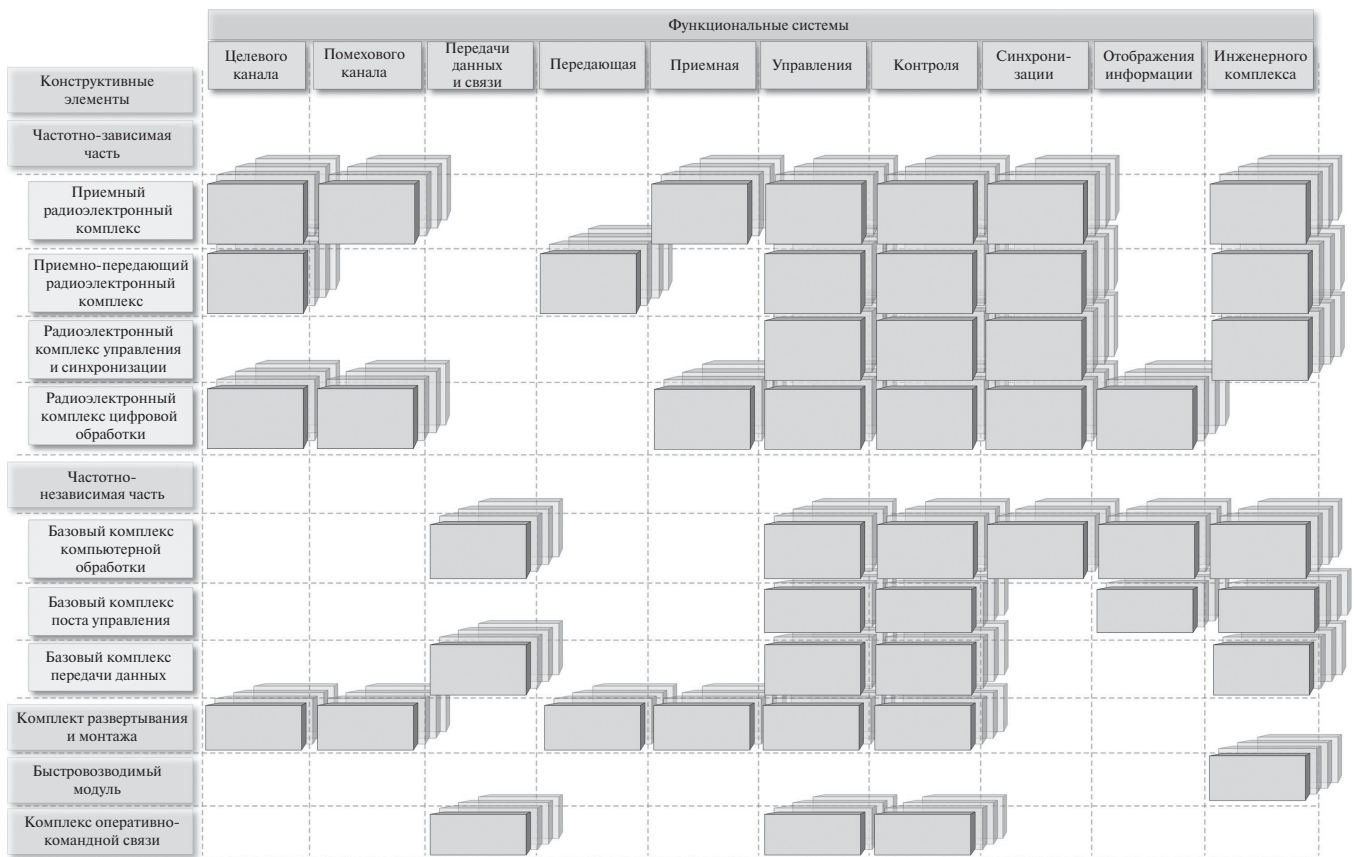 Функциональные системы
Целевого
канала
Помехового
канала
Передачи
данных
и связи
Передающая
Приемная
Управления
Контроля
Синхрони-
зации
Отображения
информации
Инженерного
комплекса
Конструктивные
элементы
Частотно-зависимая
часть
Приемный
радиоэлектронный
комплекс
Приемно-передающий
радиоэлектронный
комплекс
Радиоэлектронный
комплекс управления
и синхронизации
Радиоэлектронный
комплекс цифровой
обработки
Частотно-
независимая часть
Базовый комплекс
компьютерной
обработки
Базовый комплекс
поста управления
Базовый комплекс
передачи данных
Комплект развертывания
и монтажа
Быстровозводимьй
модуль
Комплекс оперативно-
командной связи